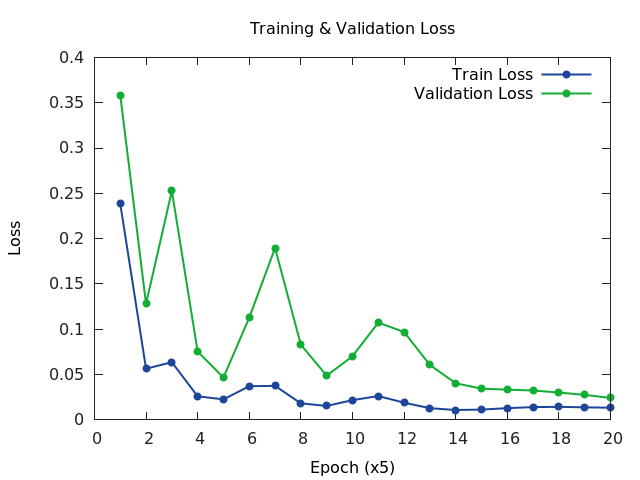 Training & Validation Loss
Train Loss
Validation Loss
0.4
0.35
0.3
0.25
0.2
0.15
0.1
0.05
0
Loss
0 2 4 6 8 10 12 14 16 18 20
Epoch (x5)